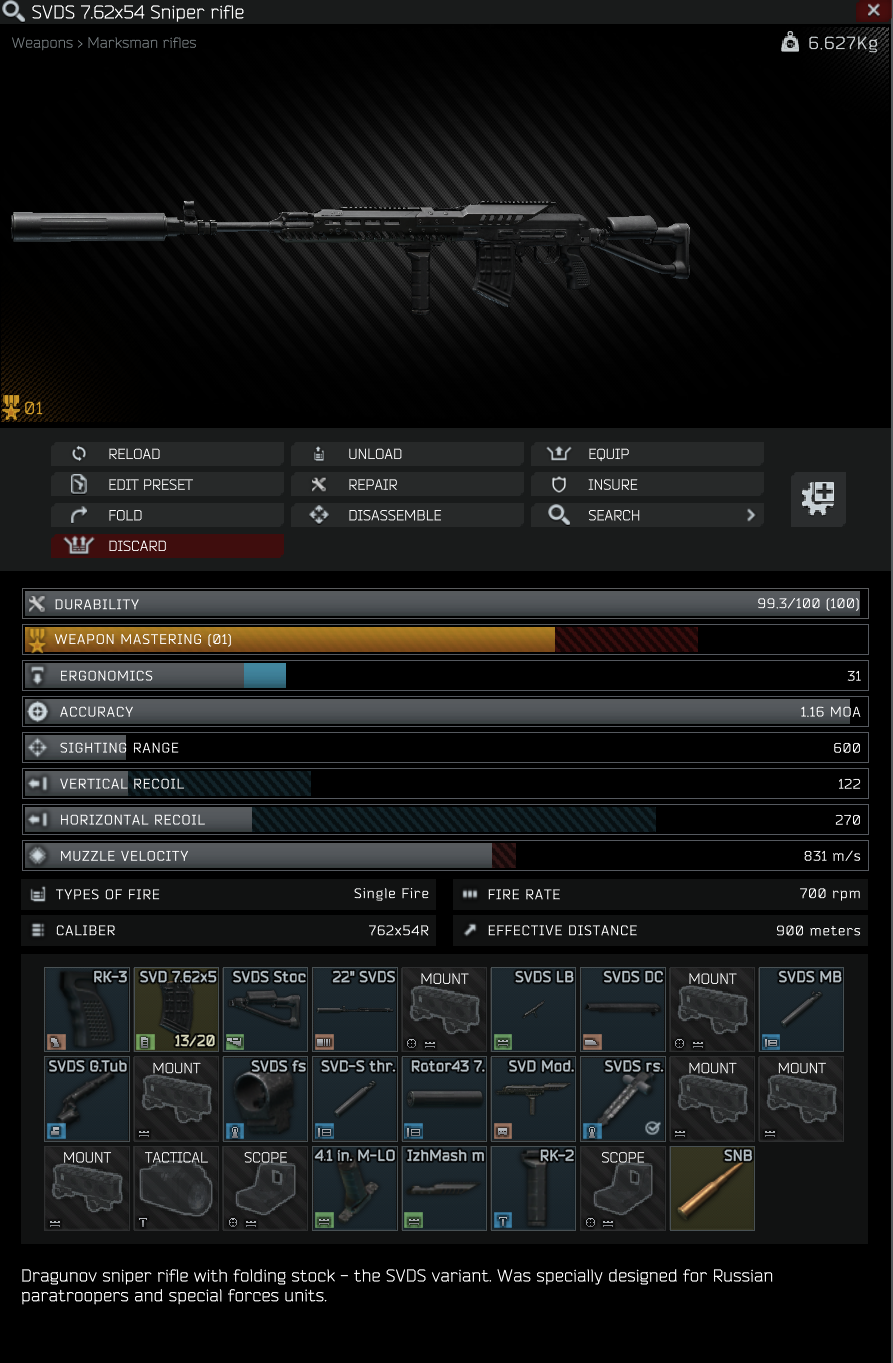 SVDS 7.62x54 Sniper rifle
Weapons > Marksman rifles
6.627Kg
01
RELOAD
UNLOAD
EQUIP
EDIT PRESET
REPAIR
INSURE
FOLD
DISASSEMBLE
SEARCH
DISCARD
DURABILITY 99.3/100 (100)
WEAPON MASTERING (01)
ERGONOMICS 31
ACCURACY 1.16 MOA
SIGHTING RANGE 600
VERTICAL RECOIL 122
HORIZONTAL RECOIL 270
MUZZLE VELOCITY 831 m/s
TYPES OF FIRE Single Fire
FIRE RATE 700 rpm
CALIBER 762x54R
EFFECTIVE DISTANCE 900 meters
RK-3
SVD 7.62x5
13/20
SVDS Stoc
22" SVDS
MOUNT
SVDS LB
SVDS DC
MOUNT
SVDS MB
SVDS G.Tub
MOUNT
SVDS fs
SVD-S thr.
Rotor43 7.
SVD Mod.
SVDS rs.
MOUNT
MOUNT
MOUNT
TACTICAL
SCOPE
4.1 in. M-LO
IzhMash m
RK-2
SCOPE
SNB
Dragunov sniper rifle with folding stock - the SVDS variant. Was specially designed for Russian
paratroopers and special forces units.